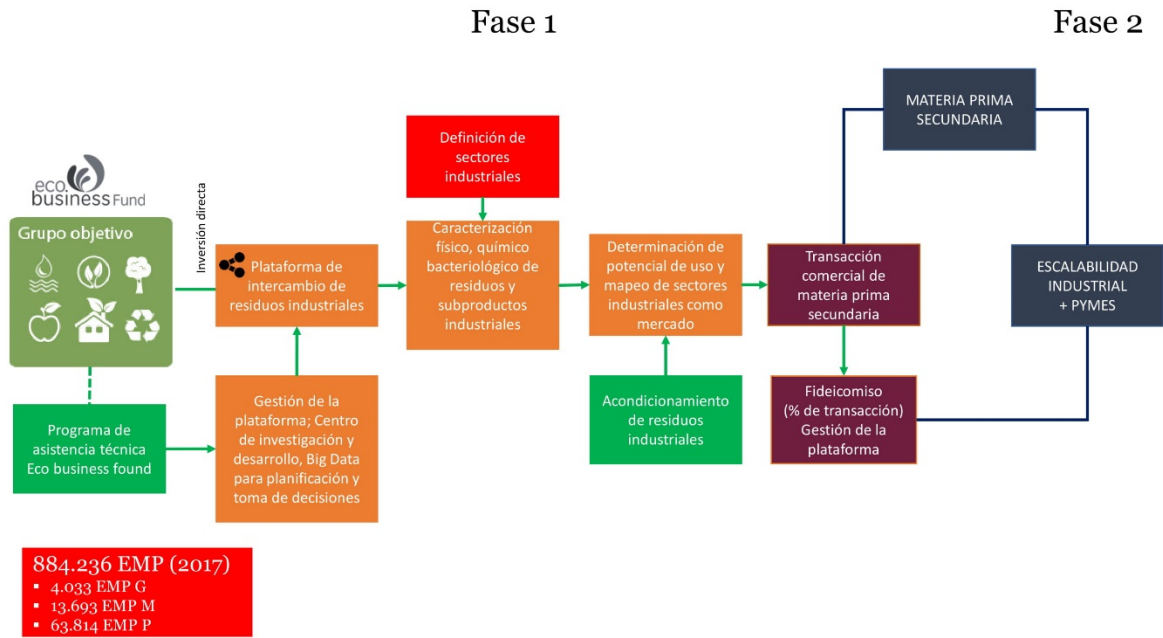 Fase 1
Fase 2
MATERIA PRIMA
SECUNDARIA
Definición de
sectores
industriales
eco.
business Fund
Grupo objetivo
Inversión directa
Plataforma de
intercambio de
residuos industriales
Caracterización
físico, químico
bacteriológico de
residuos y
subproductos
industriales
Determinación de
potencial de uso y
mapeo de sectores
industriales como
mercado
Transacción
comercial de
materia prima
secundaria
ESCALABILIDAD
INDUSTRIAL
+ PYMES
Programa de
asistencia técnica
Eco business found
Gestión de la
plataforma; Centro
de investigación y
desarrollo, Big Data
para planificación y
toma de decisiones
Acondicionamiento
de residuos
industriales
Fideicomiso
(% de transacción)
Gestión de la
plataforma
884.236 EMP (2017)
▪ 4.033 EMP G
▪ 13.693 EMP M
▪ 63.814 EMP P